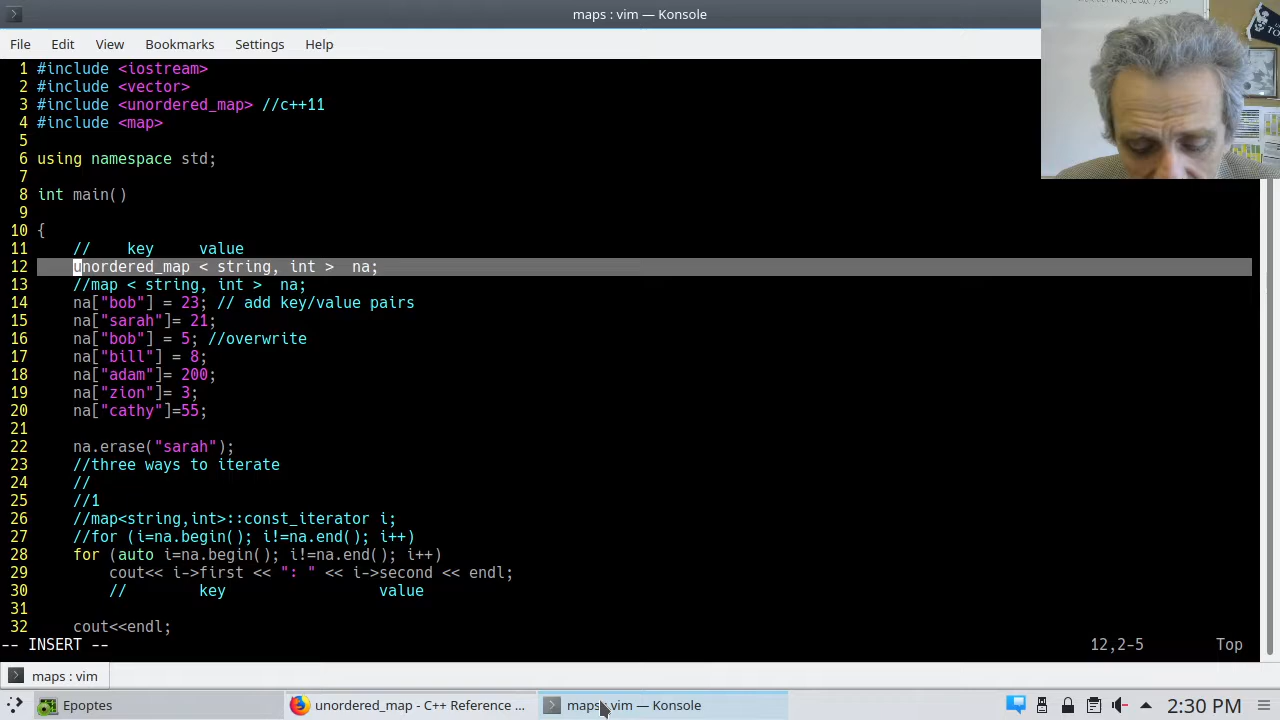 maps : vim — Konsole
File Edit View Bookmarks Settings Help
1 #include <iostream>
2 #include <vector>
3 #include <unordered_map> //c++11
4 #include <map>
5
6 using namespace std;
7
8 int main()
9
10 {
11 // key value
12 unordered_map < string, int > na;
13 //map < string, int > na;
14 na["bob"] = 23; // add key/value pairs
15 na["sarah"]= 21;
16 na["bob"] = 5; //overwrite
17 na["bill"] = 8;
18 na["adam"]= 200;
19 na["zion"]= 3;
20 na["cathy"]=55;
21
22 na.erase("sarah");
23 //three ways to iterate
24 //
25 //1
26 //map<string,int>::const_iterator i;
27 //for (i=na.begin(); i!=na.end(); i++)
28 for (auto i=na.begin(); i!=na.end(); i++)
29 cout<< i->first << ": " << i->second << endl;
30 // key value
31
32 cout<<endl;
-- INSERT -- 12,2-5 Top
maps : vim
Epoptes unordered_map - C++ Reference ... maps : vim — Konsole 2:30 PM